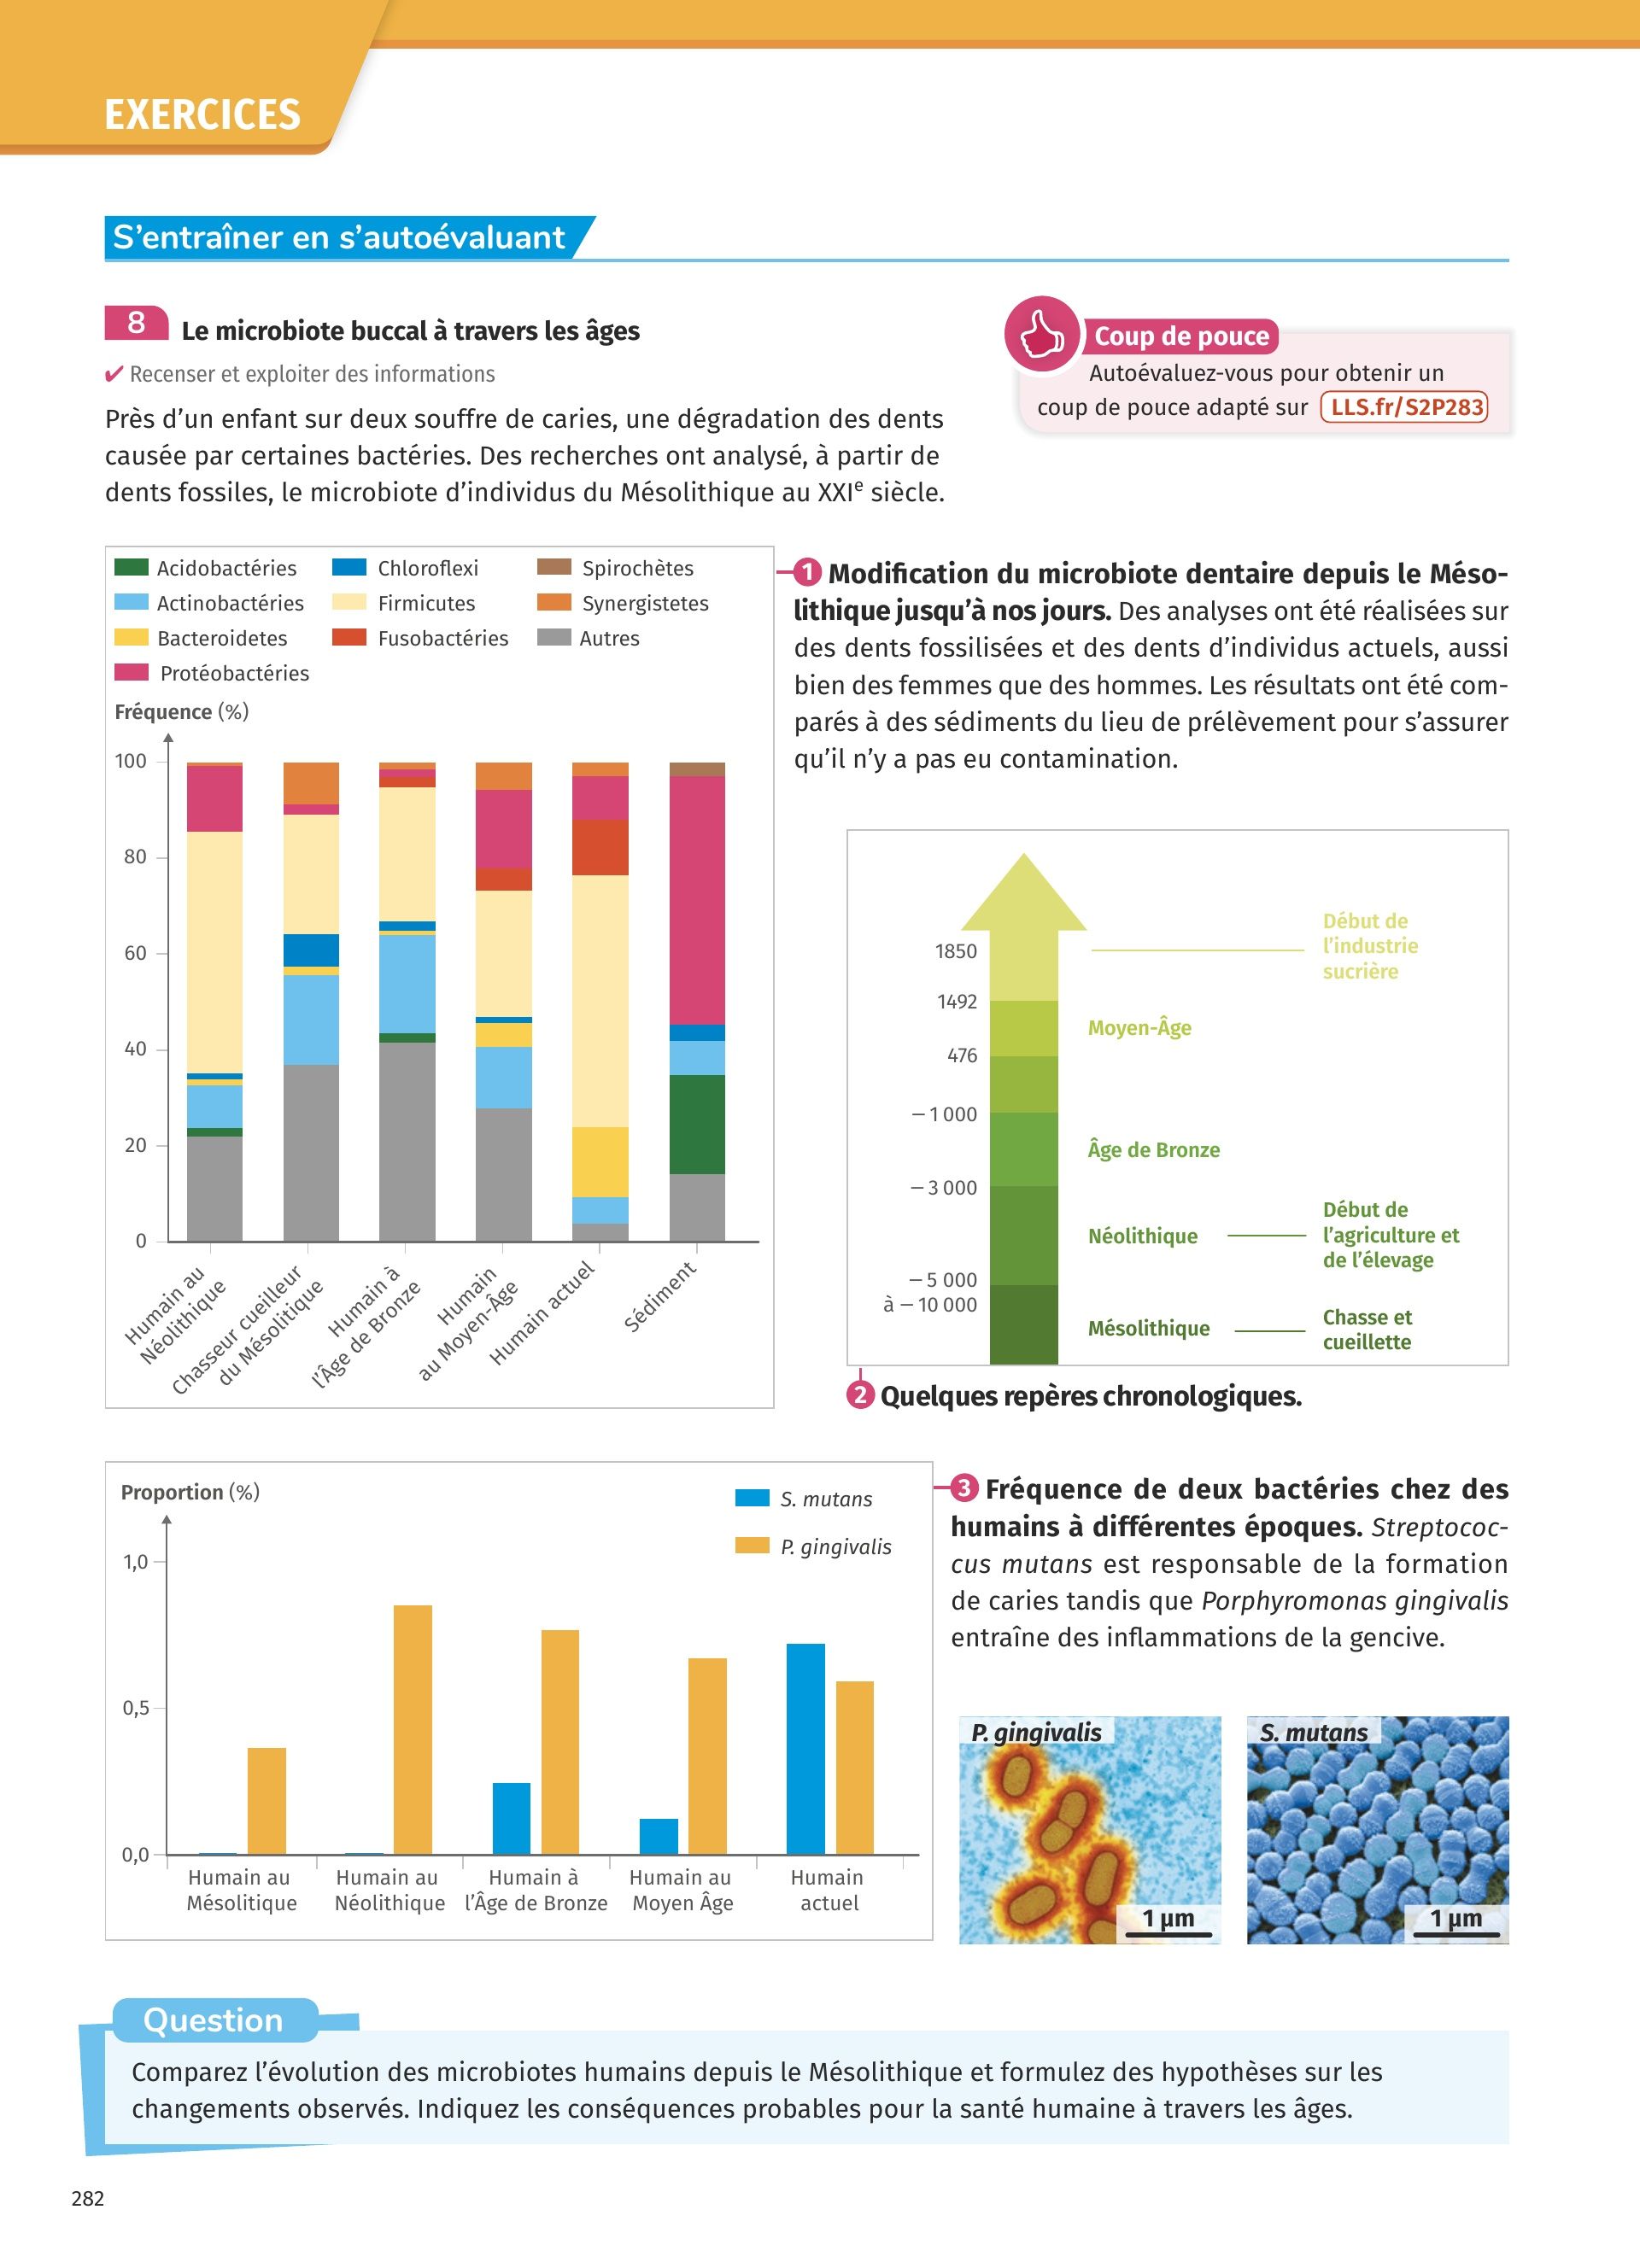 EXERCICES
S’entraîner en s’autoévaluant
8 Le microbiote buccal à travers les âges
✔ Recenser et exploiter des informations
Près d’un enfant sur deux souffre de caries, une dégradation des dents
causée par certaines bactéries. Des recherches ont analysé, à partir de
dents fossiles, le microbiote d’individus du Mésolithique au XXIe siècle.
Coup de pouce
Autoévaluez-vous pour obtenir un
coup de pouce adapté sur LLS.fr/S2P283
Acidobactéries
Chloroflexi
Spirochètes
Actinobactéries
Firmicutes
Synergistetes
Bacteroidetes
Fusobactéries
Autres
Protéobactéries
Fréquence (%)
100
80
60
40
20
0
Humain au
Néolithique
Chasseur cueilleur
du Mésolitique
Humain à
l’Âge de Bronze
Humain
au Moyen-Âge
Humain actuel
Sédiment
1 Modification du microbiote dentaire depuis le Méso-
lithique jusqu’à nos jours. Des analyses ont été réalisées sur
des dents fossilisées et des dents d’individus actuels, aussi
bien des femmes que des hommes. Les résultats ont été com-
parés à des sédiments du lieu de prélèvement pour s’assurer
qu’il n’y a pas eu contamination.
1850
Début de
l’industrie
sucrière
1492
Moyen-Âge
476
– 1 000
Âge de Bronze
– 3 000
Néolithique
Début de
l’agriculture et
de l’élevage
– 5 000
à – 10 000
Mésolithique
Chasse et
cueillette
2 Quelques repères chronologiques.
Proportion (%)
S. mutans
P. gingivalis
1,0
0,5
0,0
Humain au
Mésolitique
Humain au
Néolithique
Humain à
l’Âge de Bronze
Humain au
Moyen Âge
Humain
actuel
3 Fréquence de deux bactéries chez des
humains à différentes époques. Streptococ-
cus mutans est responsable de la formation
de caries tandis que Porphyromonas gingivalis
entraîne des inflammations de la gencive.
P. gingivalis
1 µm
S. mutans
1 µm
Question
Comparez l’évolution des microbiotes humains depuis le Mésolithique et formulez des hypothèses sur les
changements observés. Indiquez les conséquences probables pour la santé humaine à travers les âges.
282